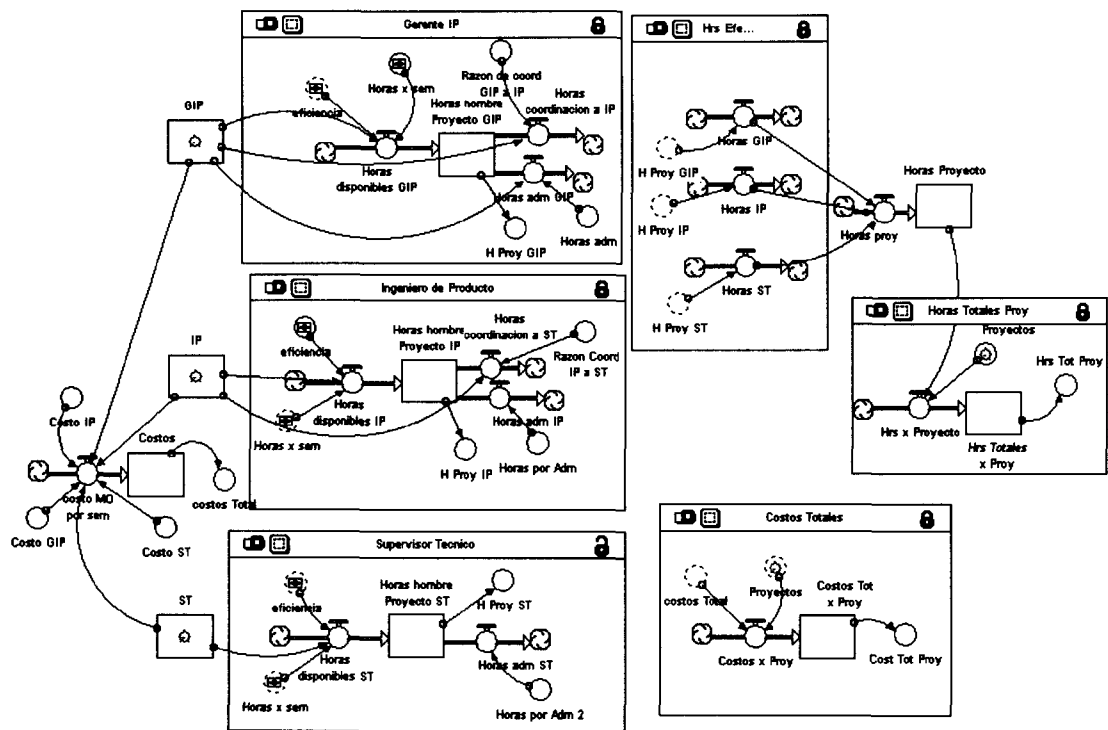 Gerente IP
GIP
eficiencia
Horas x sem
Razon de coord
GIP a IP
Horas
coordinacion a IP
Horas hombre
Proyecto GIP
Horas
disponibles GIP
Horas adm GIP
H Proy GIP
Horas adm
Hrs Efe...
Horas GIP
H Proy GIP
Horas IP
H Proy IP
Horas ST
H Proy ST
Horas proy
Horas Proyecto
Ingeniero de Producto
IP
eficiencia
Horas hombre
Proyecto IP
Horas
coordinacion a ST
Razon Coord
IP a ST
Horas
disponibles IP
Horas x sem
Horas adm IP
H Proy IP
Horas por Adm
Horas Totales Proy
Proyectos
Hrs Tot Proy
Hrs x Proyecto
Hrs Totales
x Proy
Costo IP
Costos
costo MO
por sem
costos Total
Costo GIP
Costo ST
Supervisor Tecnico
ST
eficiencia
Horas hombre
Proyecto ST
H Proy ST
Horas
disponibles ST
Horas x sem
Horas adm ST
Horas por Adm 2
Costos Totales
costos Total
Proyectos
Costos Tot
x Proy
Costos x Proy
Cost Tot Proy